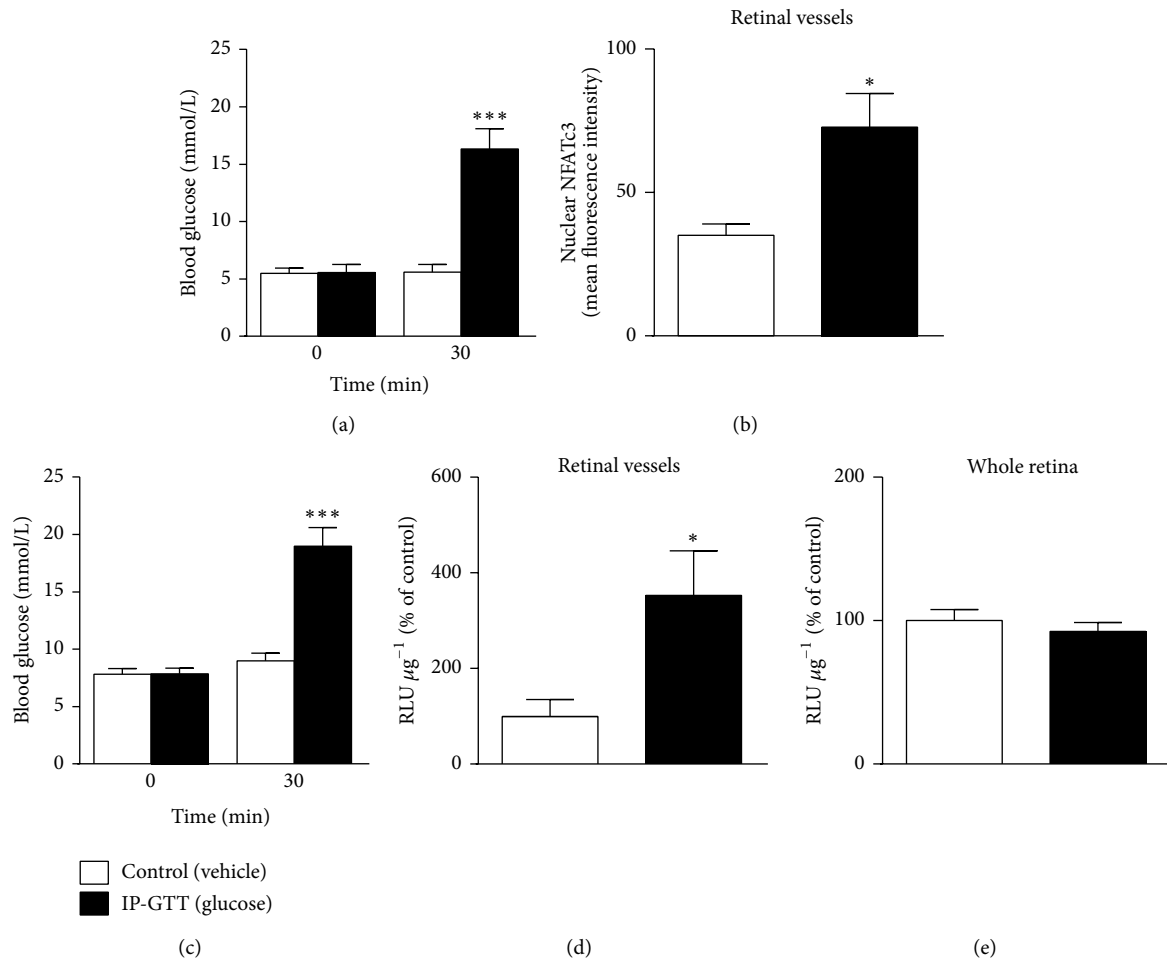 25
20
15
10
5
0
Blood glucose (mmol/L)
***
0
30
Time (min)
(a)
Retinal vessels
100
50
0
Nuclear NFATc3
(mean fluorescence intensity)
*
(b)
25
20
15
10
5
0
Blood glucose (mmol/L)
***
0
30
Time (min)
Control (vehicle)
IP-GTT (glucose)
(c)
Retinal vessels
600
400
200
0
RLU μg⁻¹ (% of control)
*
(d)
Whole retina
200
100
0
RLU μg⁻¹ (% of control)
(e)